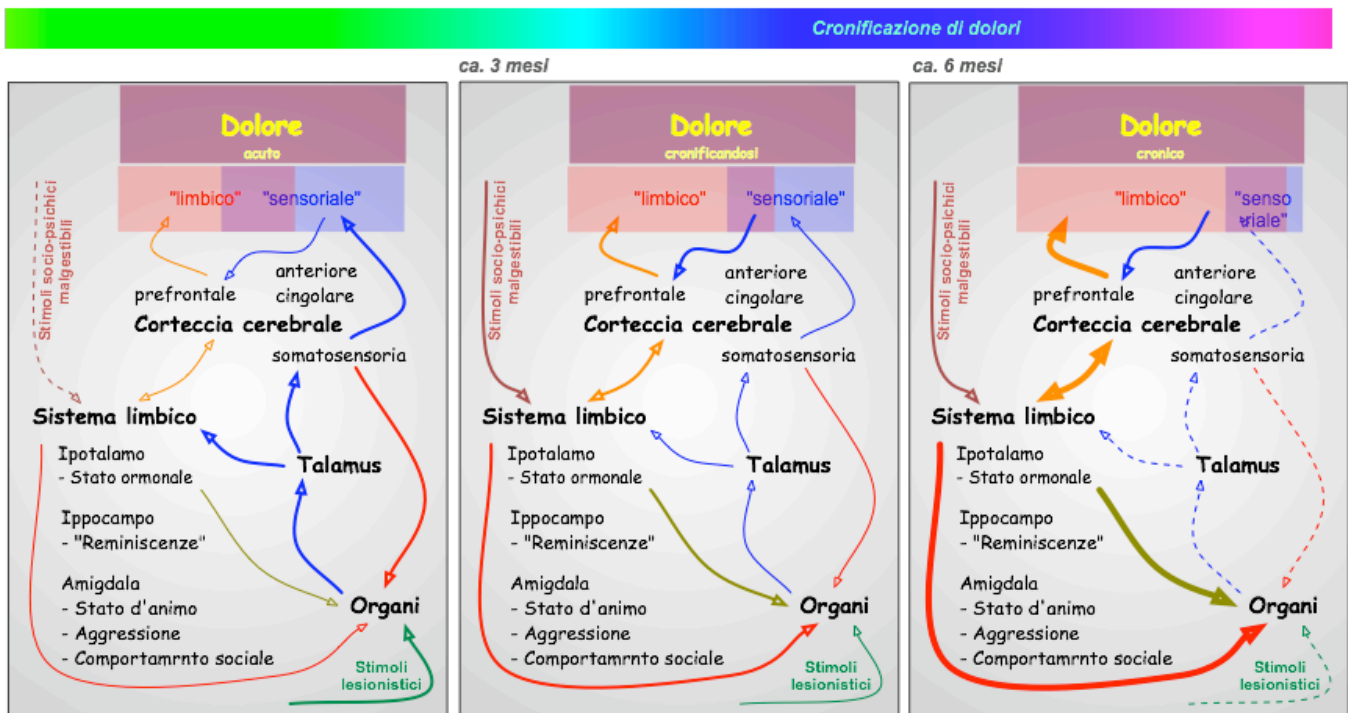 Cronificazione di dolori
ca. 3 mesi
ca. 6 mesi
Dolore
acuto
"limbico"
"sensoriale"
Stimoli socio-psichici
malgestibili
prefrontale
anteriore
cingolare
Corteccia cerebrale
somatosensoria
Sistema limbico
Talamus
Ipotalamo
- Stato ormonale
Ippocampo
- "Reminiscenze"
Amigdala
- Stato d'animo
- Aggressione
- Comportamrnto sociale
Organi
Stimoli
lesionistici
Dolore
cronificandosi
"limbico"
"sensoriale"
Stimoli socio-psichici
malgestibili
prefrontale
anteriore
cingolare
Corteccia cerebrale
somatosensoria
Sistema limbico
Talamus
Ipotalamo
- Stato ormonale
Ippocampo
- "Reminiscenze"
Amigdala
- Stato d'animo
- Aggressione
- Comportamrnto sociale
Organi
Stimoli
lesionistici
Dolore
cronico
"limbico"
"senso
riale"
Stimoli socio-psichici
malgestibili
prefrontale
anteriore
cingolare
Corteccia cerebrale
somatosensoria
Sistema limbico
Talamus
Ipotalamo
- Stato ormonale
Ippocampo
- "Reminiscenze"
Amigdala
- Stato d'animo
- Aggressione
- Comportamrnto sociale
Organi
Stimoli
lesionistici